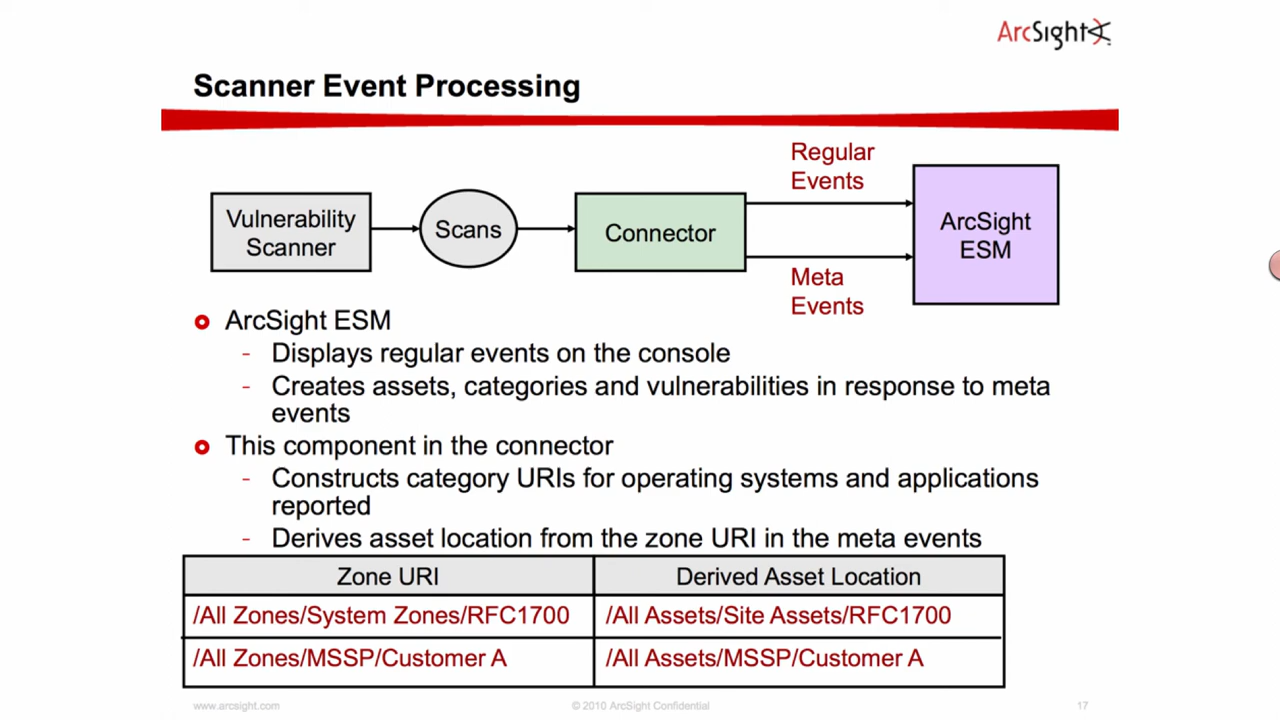 ArcSight
Scanner Event Processing
Regular
Events
Vulnerability
Scanner
Scans
Connector
ArcSight
ESM
Meta
Events
ArcSight ESM
- Displays regular events on the console
- Creates assets, categories and vulnerabilities in response to meta
events
This component in the connector
- Constructs category URIs for operating systems and applications
reported
- Derives asset location from the zone URI in the meta events
Zone URI
Derived Asset Location
/All Zones/System Zones/RFC1700
/All Assets/Site Assets/RFC1700
/All Zones/MSSP/Customer A
/All Assets/MSSP/Customer A
www.arcsight.com
© 2010 ArcSight Confidential
17